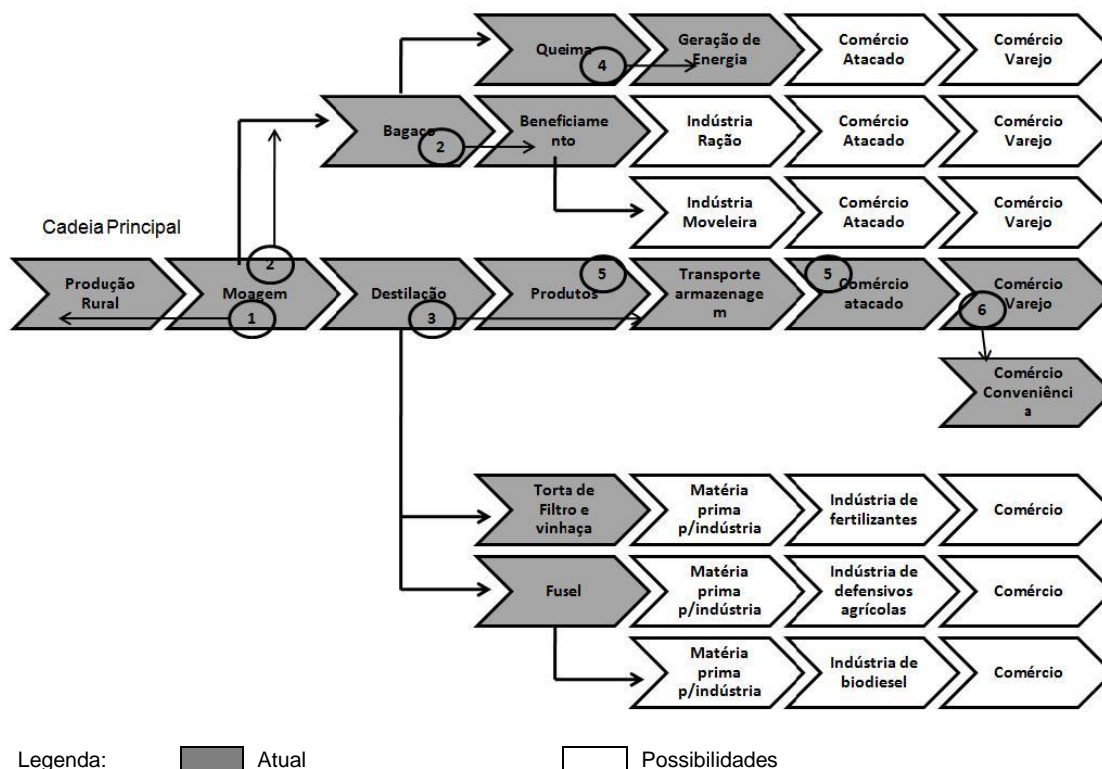 Queima
4
Geração de
Energia
Comércio
Atacado
Comércio
Varejo
Bagaço
2
Beneficiame
nto
Indústria
Ração
Comércio
Atacado
Comércio
Varejo
Indústria
Moveleira
Comércio
Atacado
Comércio
Varejo
Cadeia Principal
Produção
Rural
2
Moagem
1
Destilação
3
Produtos
5
Transporte
armazenage
m
5
Comércio
atacado
Comércio
Varejo
6
Comércio
Conveniênci
a
Torta de
Filtro e
vinhaça
Matéria
prima
p/indústria
Indústria de
fertilizantes
Comércio
Fusel
Matéria
prima
p/indústria
Indústria de
defensivos
agrícolas
Comércio
Matéria
prima
p/indústria
Indústria de
biodiesel
Comércio
Legenda:
Atual
Possibilidades